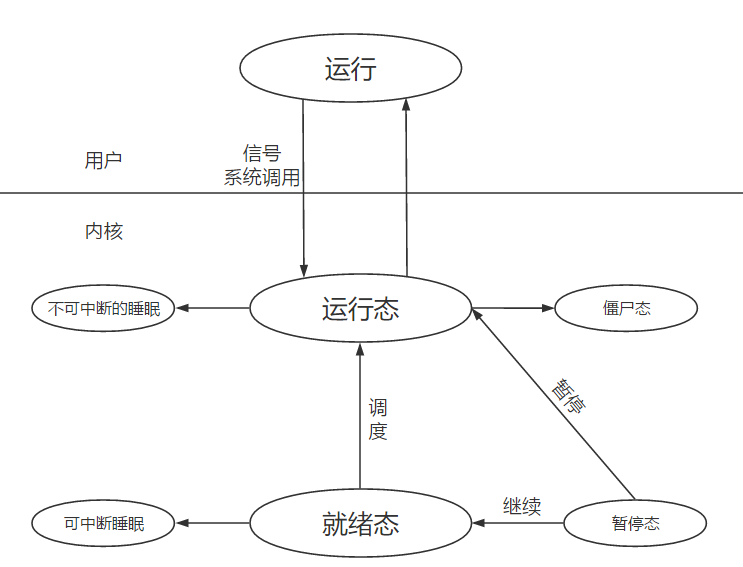 运行
信号
系统调用
用户
内核
不可中断的睡眠
运行态
僵尸态
暂停
调
度
可中断睡眠
就绪态
继续
暂停态